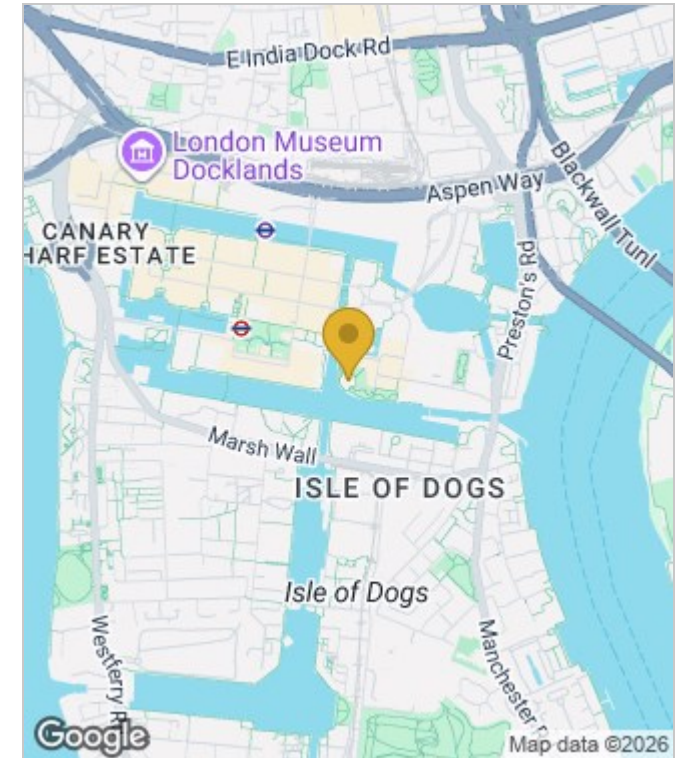 E India Dock Rd
London Museum
Docklands
Aspen Way
Blackwall Tunl
CANARY
HARF ESTATE
Preston's Rd
Marsh Wall
ISLE OF DOGS
Isle of Dogs
Westferry R
Manchester
Google
Map data ©2026